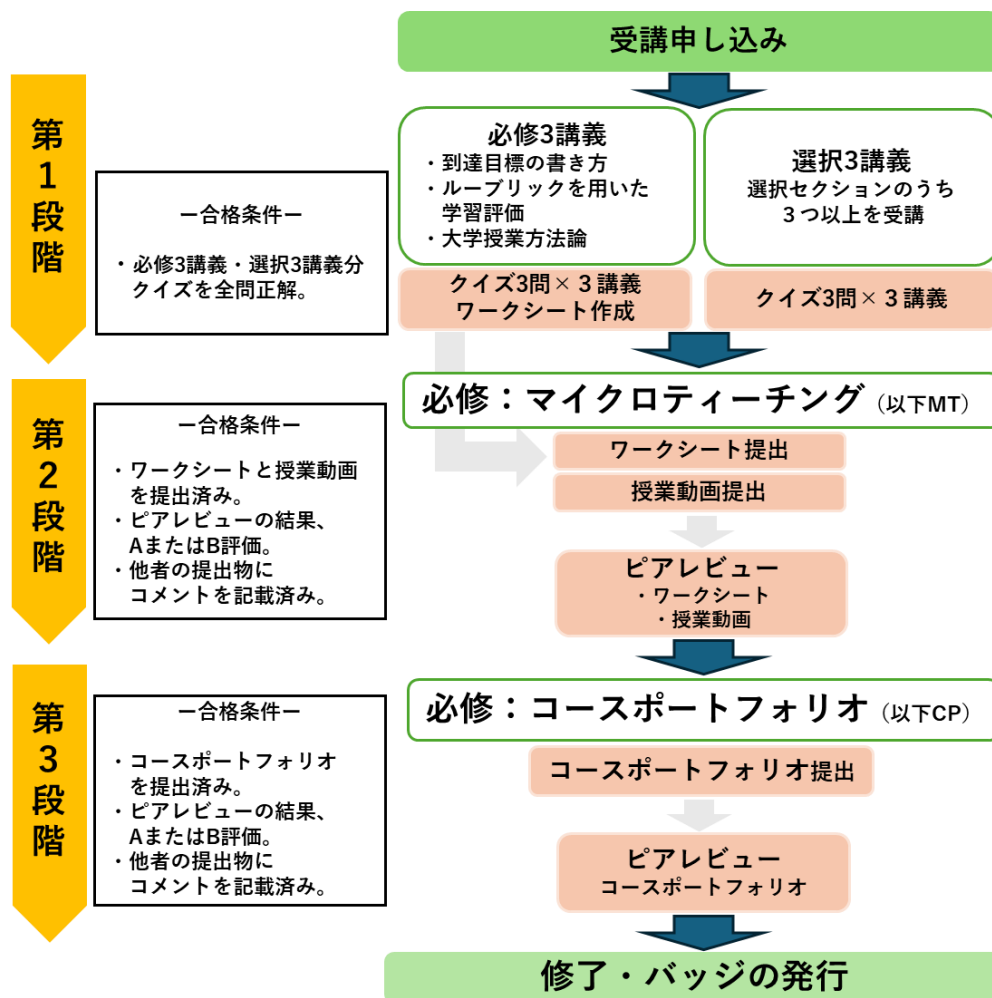 受講申し込み
第1段階
必修3講義
・到達目標の書き方
・ルーブリックを用いた
学習評価
・大学授業方法論
選択3講義
選択セクションのうち
３つ以上を受講
ー合格条件ー
・必修3講義・選択3講義分
クイズを全問正解。
クイズ3問×３講義
ワークシート作成
クイズ3問×３講義
第2段階
必修：マイクロティーチング（以下MT）
ー合格条件ー
・ワークシートと授業動画
を提出済み。
・ピアレビューの結果、
AまたはB評価。
・他者の提出物に
コメントを記載済み。
ワークシート提出
授業動画提出
ピアレビュー
・ワークシート
・授業動画
第3段階
必修：コースポートフォリオ（以下CP）
ー合格条件ー
・コースポートフォリオ
を提出済み。
・ピアレビューの結果、
AまたはB評価。
・他者の提出物に
コメントを記載済み。
コースポートフォリオ提出
ピアレビュー
コースポートフォリオ
修了・バッジの発行